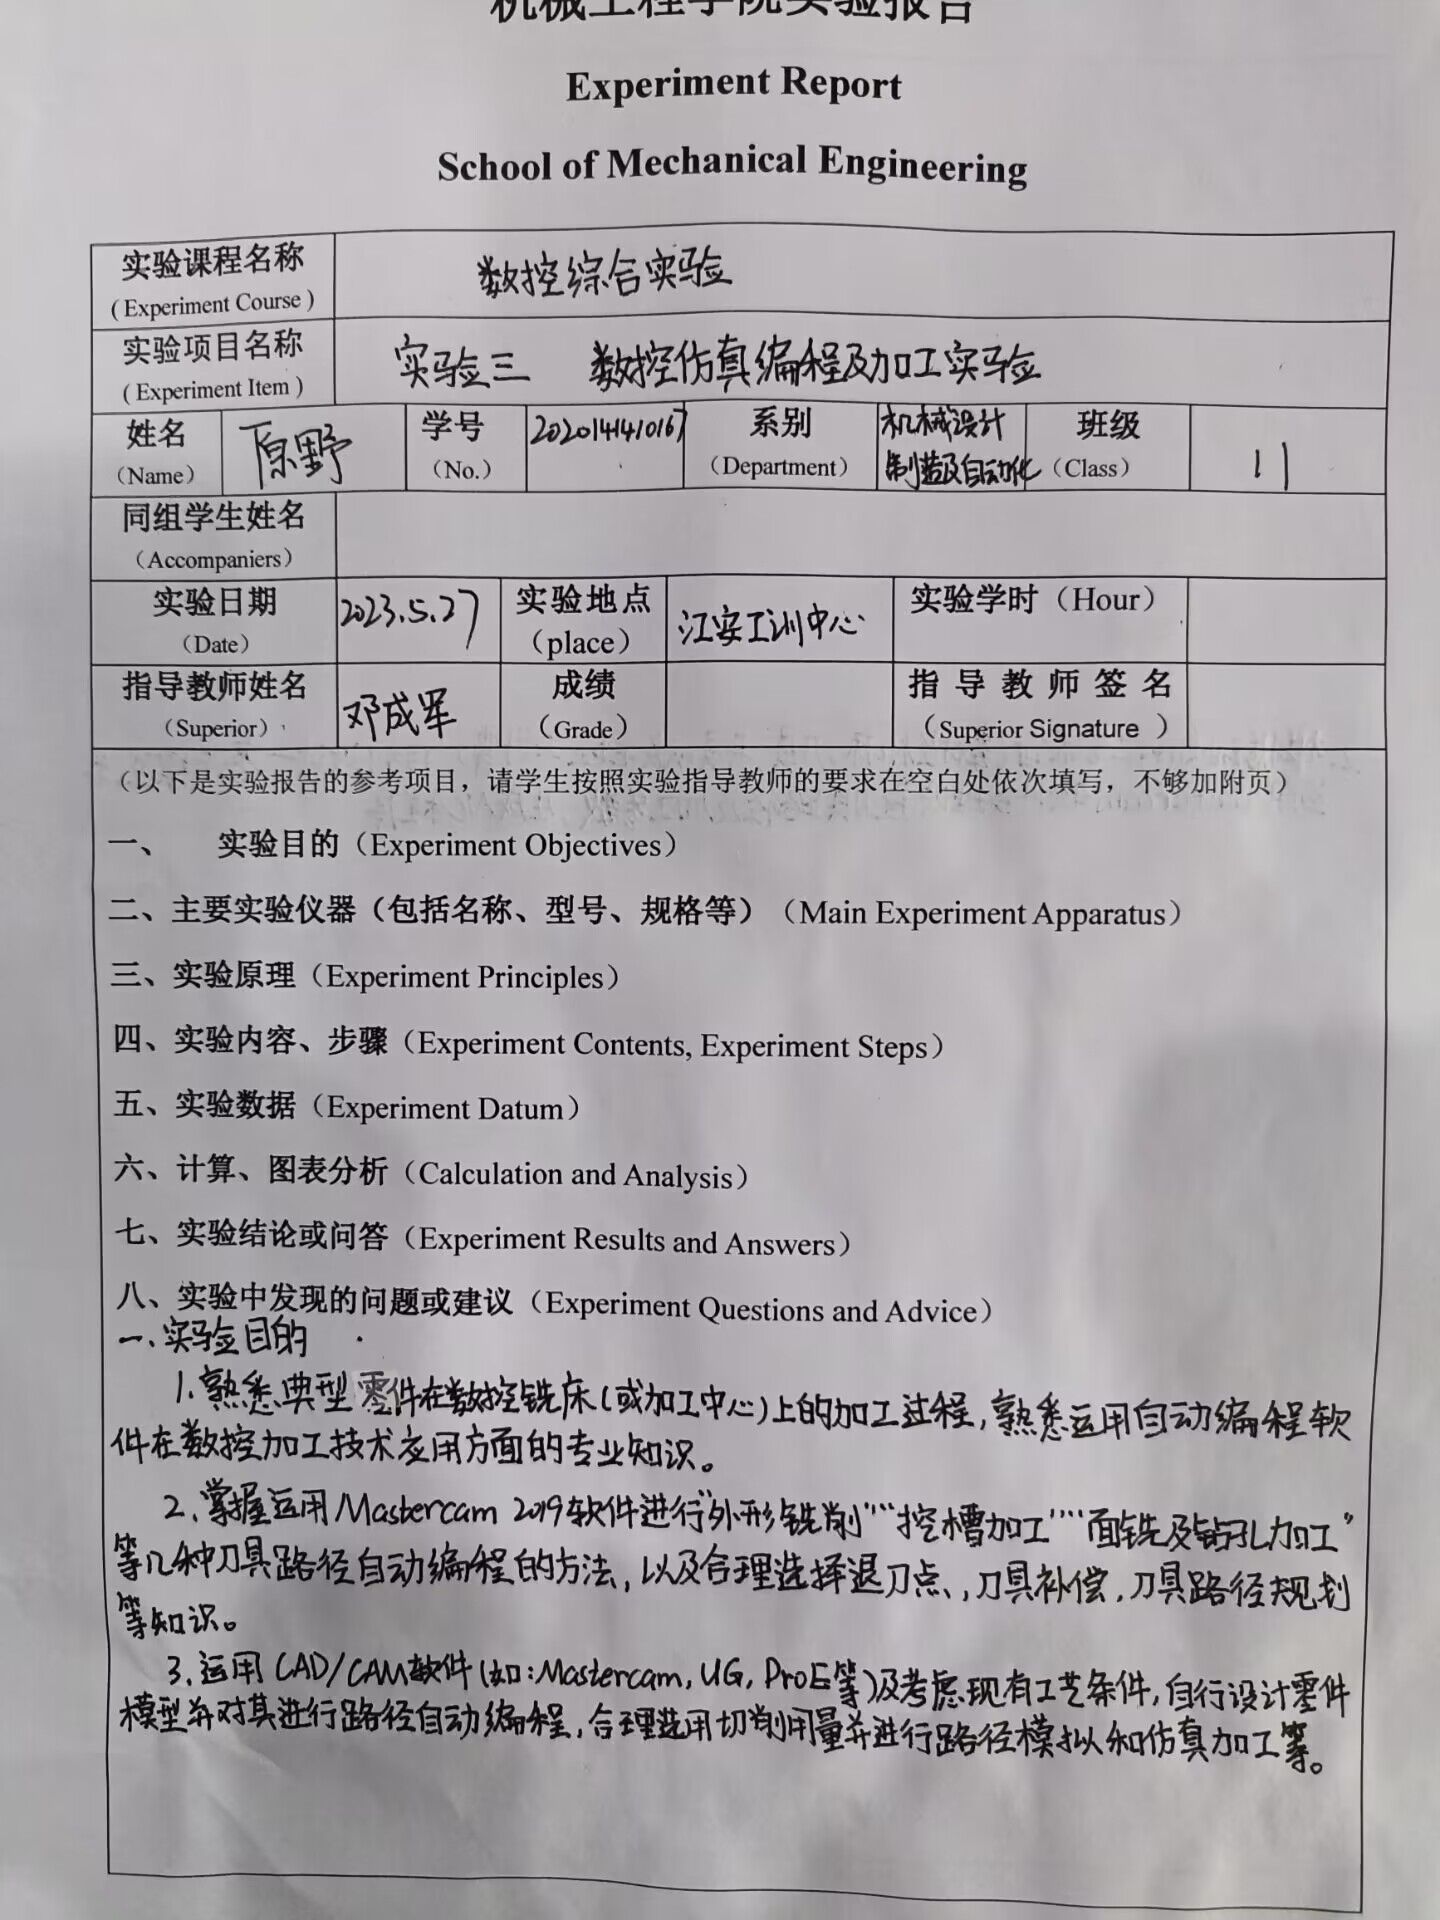 机械工程学院实验报告
Experiment Report
School of Mechanical Engineering
实验课程名称
(Experiment Course)
数控综合实验
实验项目名称
(Experiment Item)
实验三 数控仿真编程及加工实验
姓名
(Name)
原野
学号
(No.)
2020141410167
系别
(Department)
机械设计
制造及自动化
班级
(Class)
11
同组学生姓名
(Accompaniers)
实验日期
(Date)
2023.5.27
实验地点
(place)
江安工训中心
实验学时(Hour)
指导教师姓名
(Superior)
邓成军
成绩
(Grade)
指导教师签名
(Superior Signature )
(以下是实验报告的参考项目，请学生按照实验指导教师的要求在空白处依次填写，不够加附页)
一、 实验目的(Experiment Objectives)
二、主要实验仪器(包括名称、型号、规格等)(Main Experiment Apparatus)
三、实验原理(Experiment Principles)
四、实验内容、步骤(Experiment Contents, Experiment Steps)
五、实验数据(Experiment Datum)
六、计算、图表分析(Calculation and Analysis)
七、实验结论或问答(Experiment Results and Answers)
八、实验中发现的问题或建议(Experiment Questions and Advice)
一、实验目的
1.熟悉典型零件在数控铣床(或加工中心)上的加工过程,熟悉运用自动编程软
件在数控加工技术应用方面的专业知识。
2.掌握运用Mastercam 2019软件进行"外形铣削""挖槽加工""面铣及钻孔加工"
等几种刀具路径自动编程的方法,以及合理选择退刀点、,刀具补偿,刀具路径规划
等知识。
3.运用CAD/CAM软件(如:Mastercam,UG,ProE等)及考虑现有工艺条件,自行设计零件
模型并对其进行路径自动编程,合理选用切削用量并进行路径模拟和仿真加工等。